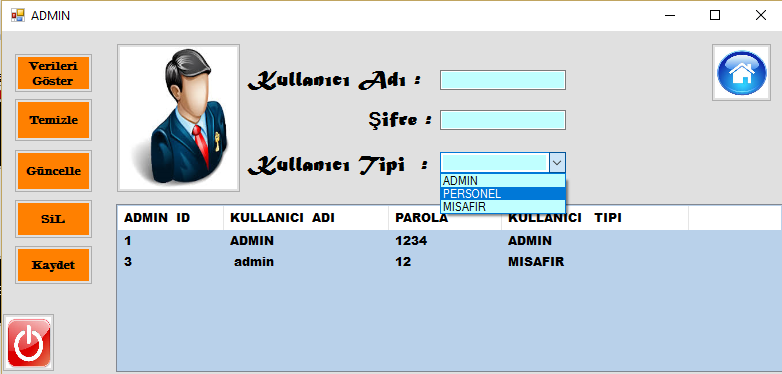 ADMIN
Verileri
Göster
Temizle
Güncelle
SiL
Kaydet
Kullanıcı Adı :
Şifre :
Kullanıcı Tipi :
ADMIN
PERSONEL
MISAFIR
ADMIN ID KULLANICI ADI PAROLA KULLANICI TIPI
1 ADMIN 1234 ADMIN
3 admin 12 MISAFIR